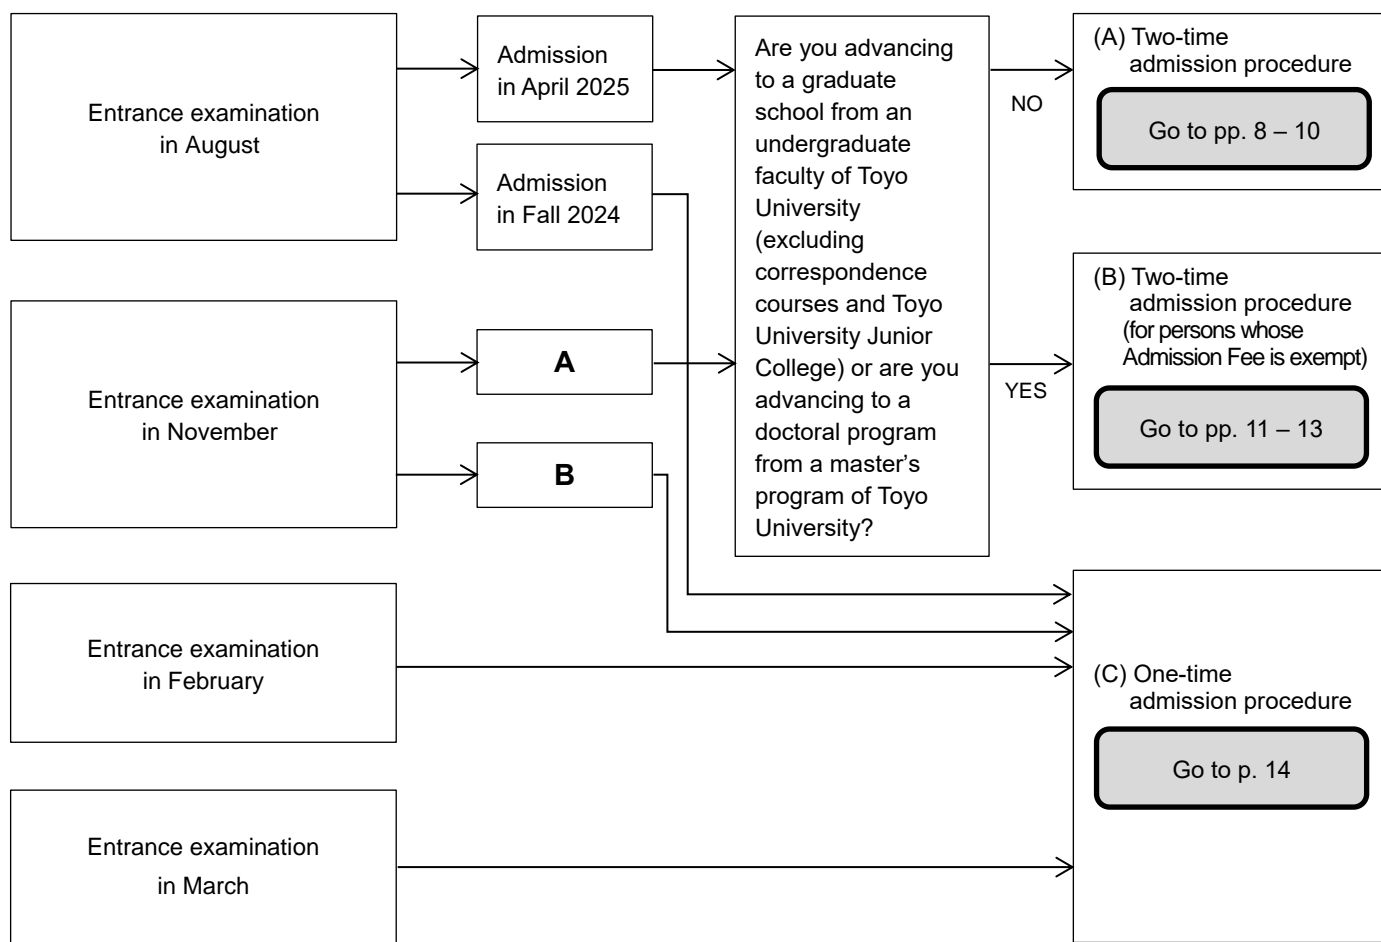 Entrance examination
in August
Admission
in April 2025
Admission
in Fall 2024
Entrance examination
in November
A
B
Are you advancing
to a graduate
school from an
undergraduate
faculty of Toyo
University
(excluding
correspondence
courses and Toyo
University Junior
College) or are you
advancing to a
doctoral program
from a master’s
program of Toyo
University?
NO
YES
(A) Two-time
admission procedure
Go to pp. 8 – 10
(B) Two-time
admission procedure
(for persons whose
Admission Fee is exempt)
Go to pp. 11 – 13
Entrance examination
in February
Entrance examination
in March
(C) One-time
admission procedure
Go to p. 14